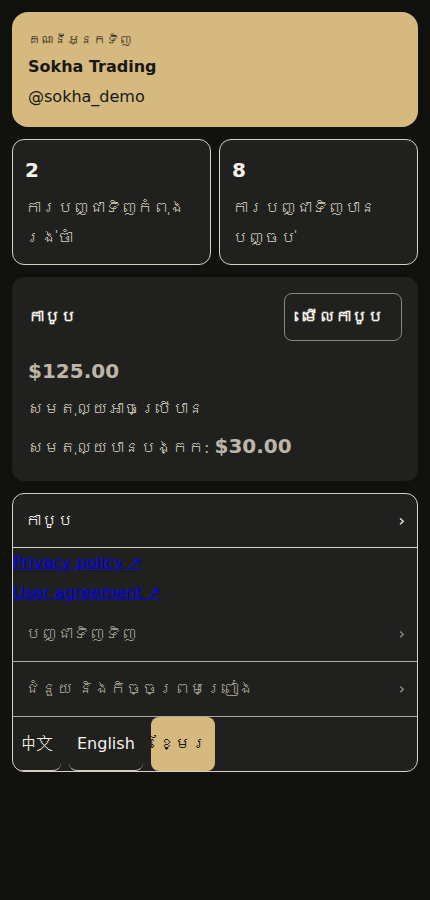 គណនីអ្នកទិញ
Sokha Trading
@sokha_demo
2
ការបញ្ជាទិញកំពុង
រង់ចាំ
8
ការបញ្ជាទិញបាន
បញ្ចប់
កាបូប
មើលកាបូប
$125.00
សមតុល្យអាចប្រើបាន
សមតុល្យបានបង្កក: $30.00
កាបូប ›
Privacy policy ↗
User agreement ↗
បញ្ជាទិញទិញ ›
ជំនួយ និងកិច្ចព្រមព្រៀង ›
中文 English ខ្មែរ